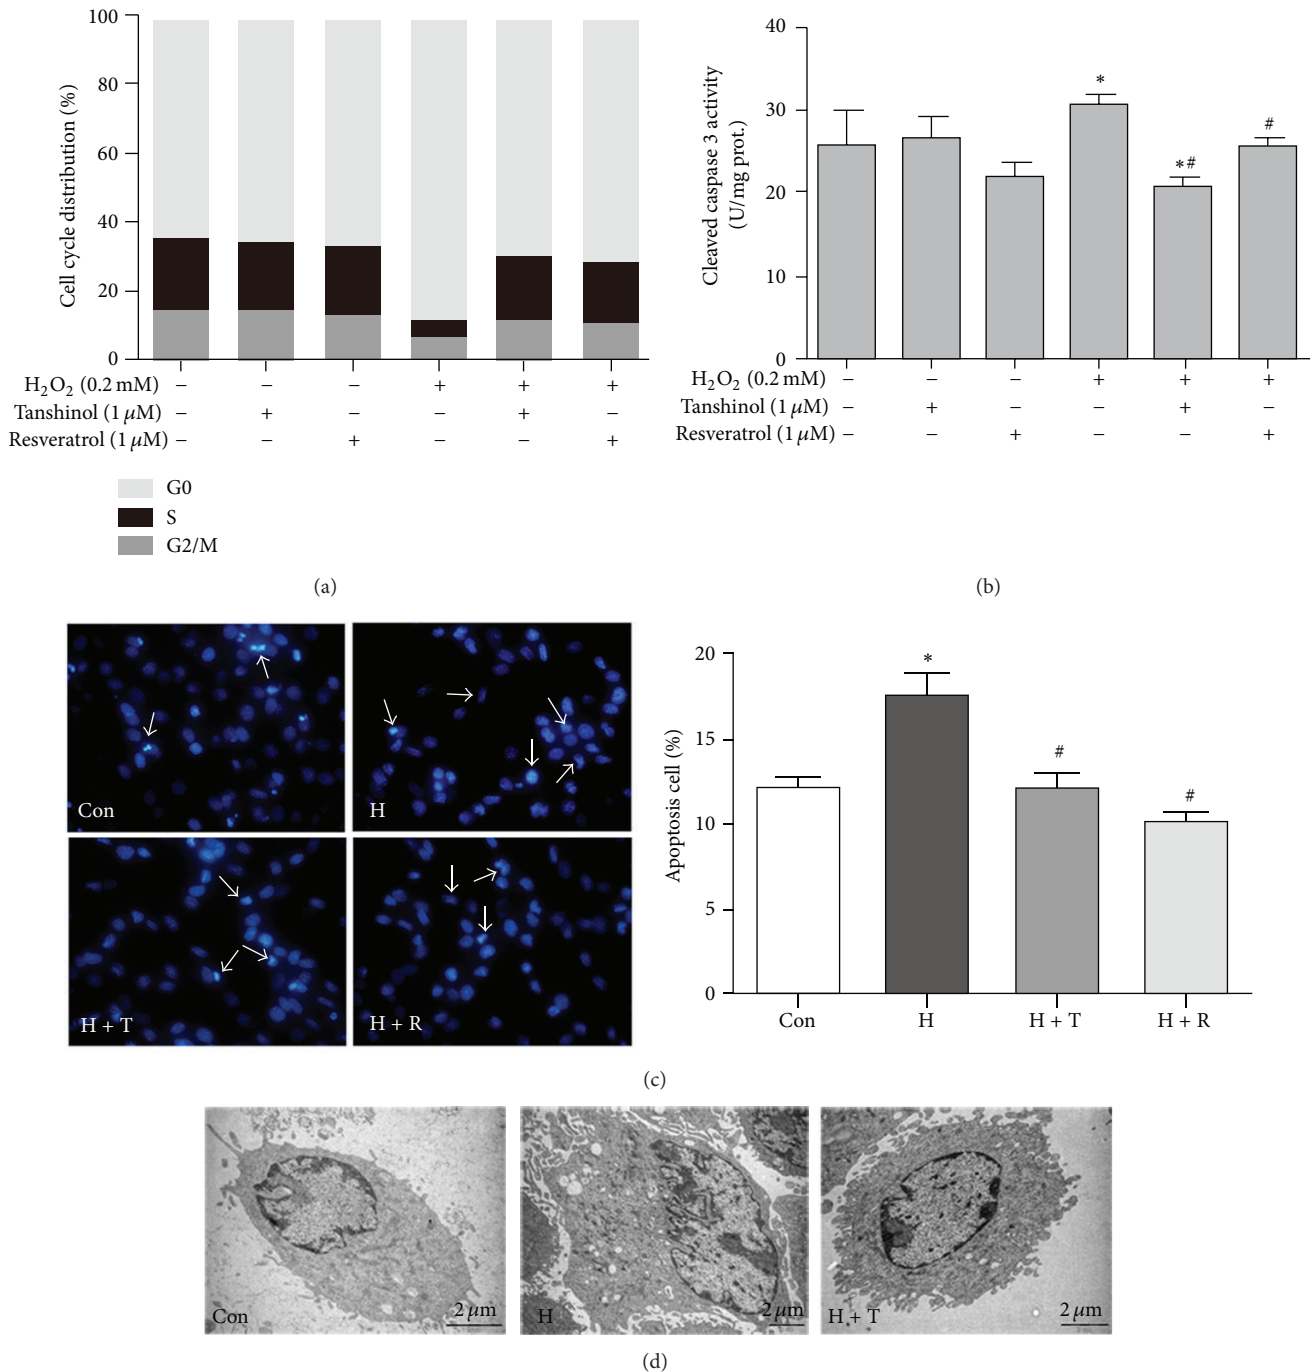 100
80
60
40
20
0
Cell cycle distribution (%)
H₂O₂ (0.2 mM) − − − + + +
Tanshinol (1 μM) − + − − + −
Resveratrol (1 μM) − − + − − +
G0
S
G2/M
(a)
40
30
20
10
0
Cleaved caspase 3 activity
(U/mg prot.)
*
*#
#
H₂O₂ (0.2 mM) − − − + + +
Tanshinol (1 μM) − + − − + −
Resveratrol (1 μM) − − + − − +
(b)
Con
H
H + T
H + R
20
15
10
5
0
Apoptosis cell (%)
*
#
#
Con H H + T H + R
(c)
Con 2 μm
H 2 μm
H + T 2 μm
(d)